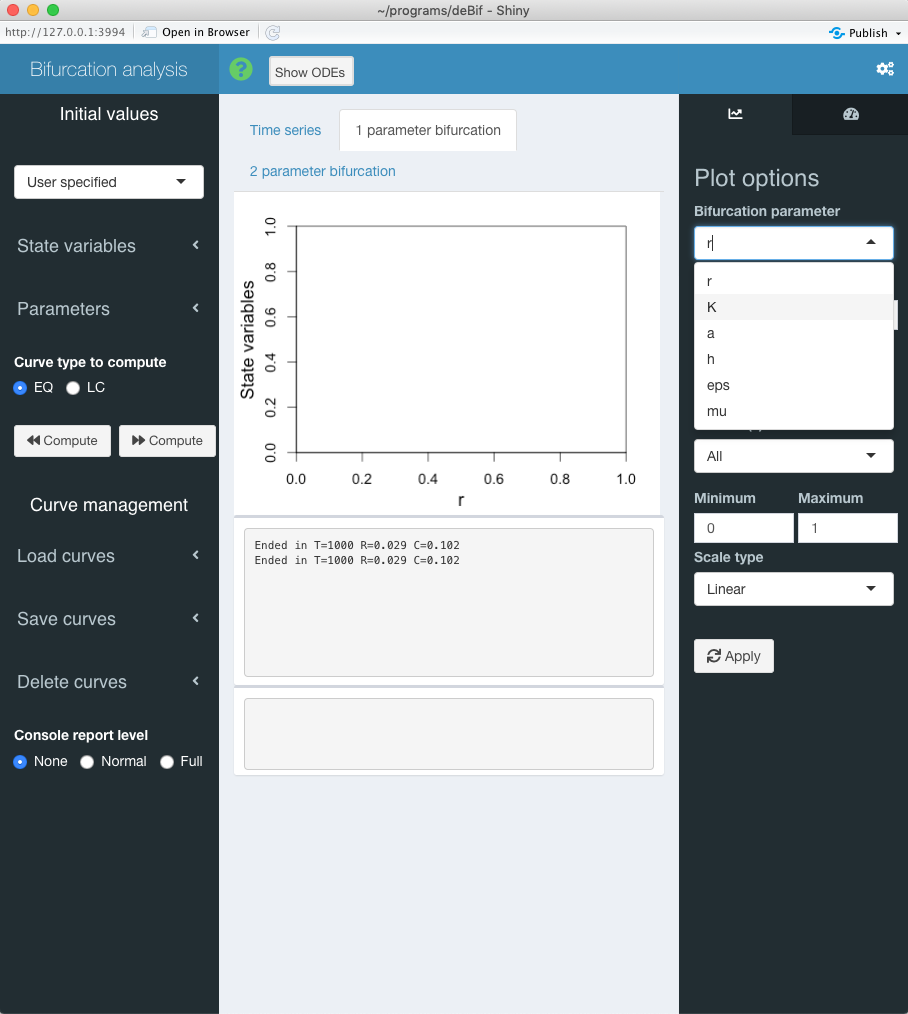 ~/programs/deBif - Shiny
http://127.0.0.1:3994 Open in Browser Publish
Bifurcation analysis
? Show ODEs
Initial values
User specified
State variables
Parameters
Curve type to compute
EQ LC
Compute Compute
Curve management
Load curves
Save curves
Delete curves
Console report level
None Normal Full
Time series 1 parameter bifurcation
2 parameter bifurcation
State variables
1.0
0.8
0.6
0.4
0.2
0.0
0.0 0.2 0.4 0.6 0.8 1.0
r
Ended in T=1000 R=0.029 C=0.102
Ended in T=1000 R=0.029 C=0.102
Plot options
Bifurcation parameter
r
r
K
a
h
eps
mu
All
Minimum Maximum
0 1
Scale type
Linear
Apply